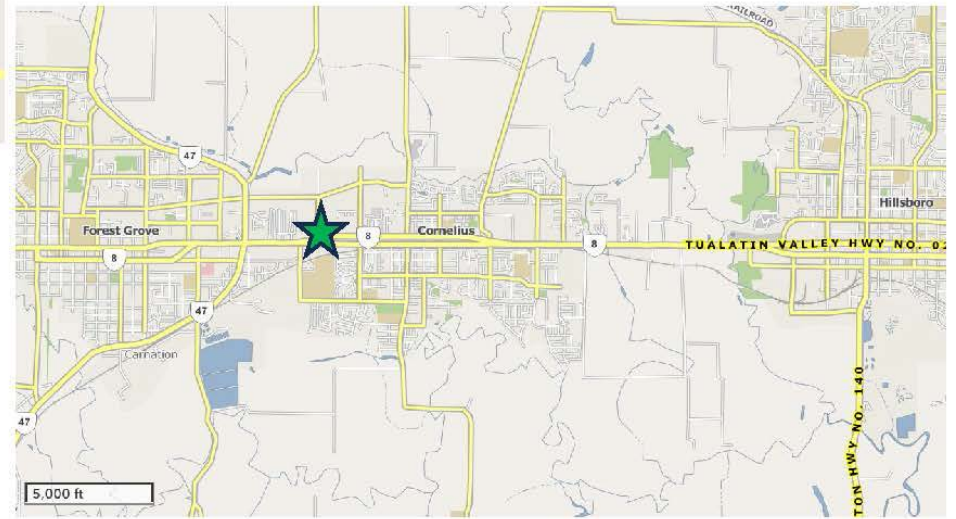 RAILROAD
47
Hillsboro
Forest Grove
8
Cornelius
8
TUALATIN VALLEY HWY NO. 02
8
47
Carnation
TON HWY NO. 140
47
5,000 ft